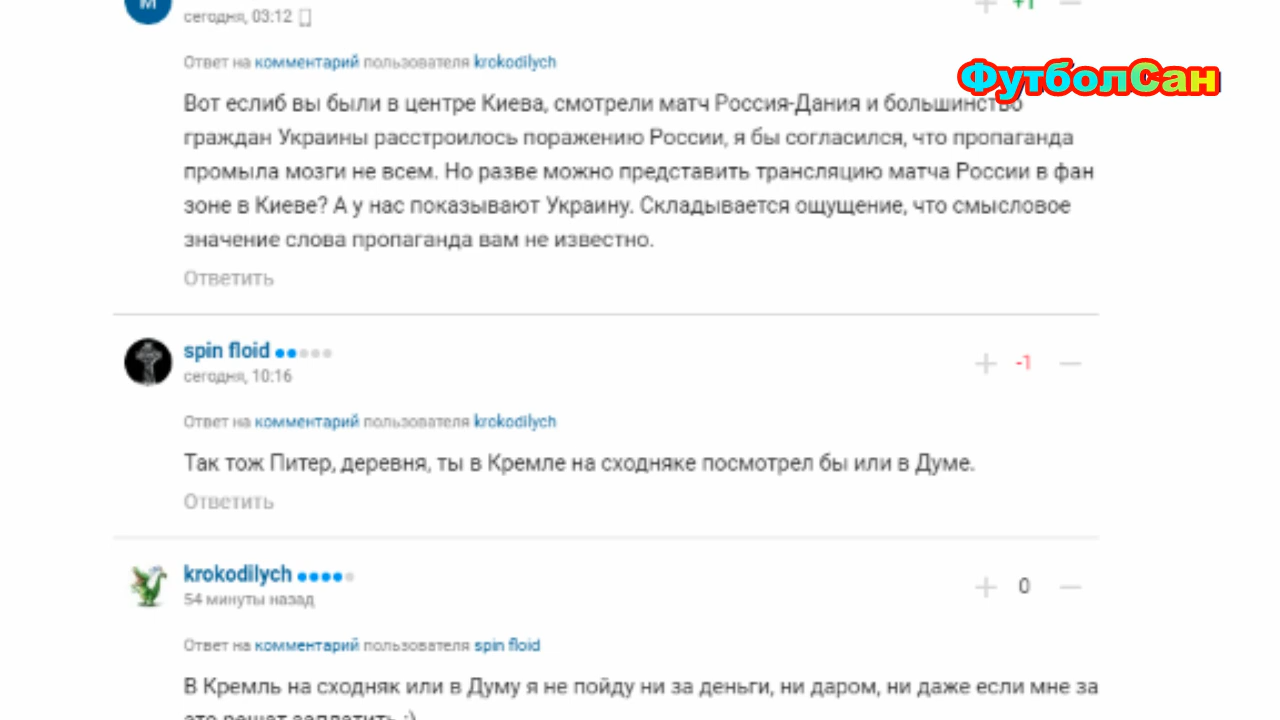 М
+1
сегодня, 03:12
Ответ на комментарий пользователя krokodilych
ФутболСан
Вот еслиб вы были в центре Киева, смотрели матч Россия-Дания и большинство
граждан Украины расстроилось поражению России, я бы согласился, что пропаганда
промыла мозги не всем. Но разве можно представить трансляцию матча России в фан
зоне в Киеве? А у нас показывают Украину. Складывается ощущение, что смысловое
значение слова пропаганда вам не известно.
Ответить
spin floid
-1
сегодня, 10:16
Ответ на комментарий пользователя krokodilych
Так тож Питер, деревня, ты в Кремле на сходняке посмотрел бы или в Думе.
Ответить
krokodilych
0
54 минуты назад
Ответ на комментарий пользователя spin floid
В Кремль на сходняк или в Думу я не пойду ни за деньги, ни даром, ни даже если мне за
это решат заплатить :)